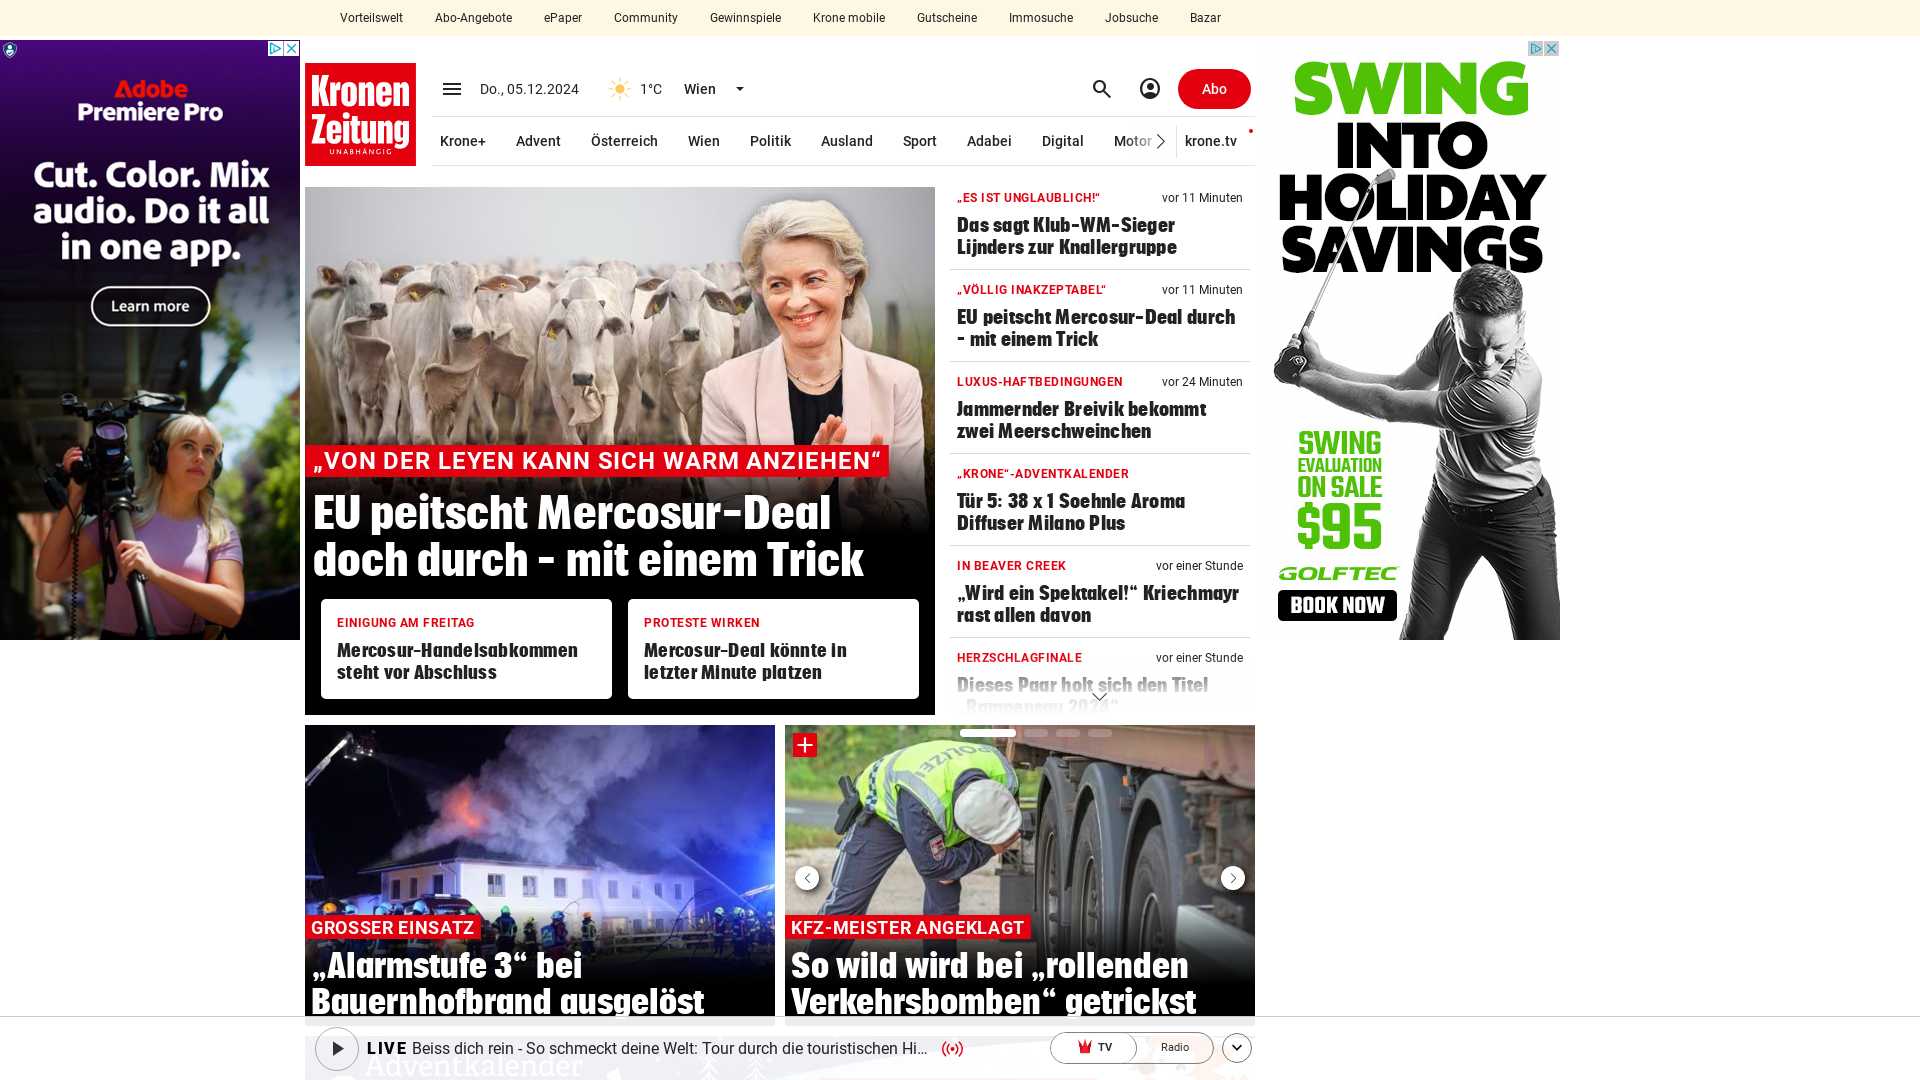 Vorteilswelt Abo-Angebote ePaper Community Gewinnspiele Krone mobile Gutscheine Immosuche Jobsuche Bazar
Adobe
Premiere Pro
Cut. Color. Mix
audio. Do it all
in one app.
Learn more
Kronen
Zeitung
UNABHÄNGIG
Do., 05.12.2024 1°C Wien
Abo
Krone+ Advent Österreich Wien Politik Ausland Sport Adabei Digital Motor krone.tv
„VON DER LEYEN KANN SICH WARM ANZIEHEN“
EU peitscht Mercosur-Deal
doch durch – mit einem Trick
EINIGUNG AM FREITAG
Mercosur-Handelsabkommen
steht vor Abschluss
PROTESTE WIRKEN
Mercosur-Deal könnte in
letzter Minute platzen
„ES IST UNGLAUBLICH!“ vor 11 Minuten
Das sagt Klub-WM-Sieger
Lijnders zur Knallergruppe
„VÖLLIG INAKZEPTABEL“ vor 11 Minuten
EU peitscht Mercosur-Deal durch
– mit einem Trick
LUXUS-HAFTBEDINGUNGEN vor 24 Minuten
Jammernder Breivik bekommt
zwei Meerschweinchen
„KRONE“-ADVENTKALENDER
Tür 5: 38 x 1 Soehnle Aroma
Diffuser Milano Plus
IN BEAVER CREEK vor einer Stunde
„Wird ein Spektakel!“ Kriechmayr
rast allen davon
HERZSCHLAGFINALE vor einer Stunde
Dieses Paar holt sich den Titel
„Rampensau 2024“
SWING
INTO
HOLIDAY
SAVINGS
SWING
EVALUATION
ON SALE
$95
GOLFTEC
BOOK NOW
GROSSER EINSATZ
„Alarmstufe 3“ bei
Bauernhofbrand ausgelöst
POLIZEI
KFZ-MEISTER ANGEKLAGT
So wild wird bei „rollenden
Verkehrsbomben“ getrickst
LIVE Beiss dich rein - So schmeckt deine Welt: Tour durch die touristischen Hi...
TV Radio
Adventkalender